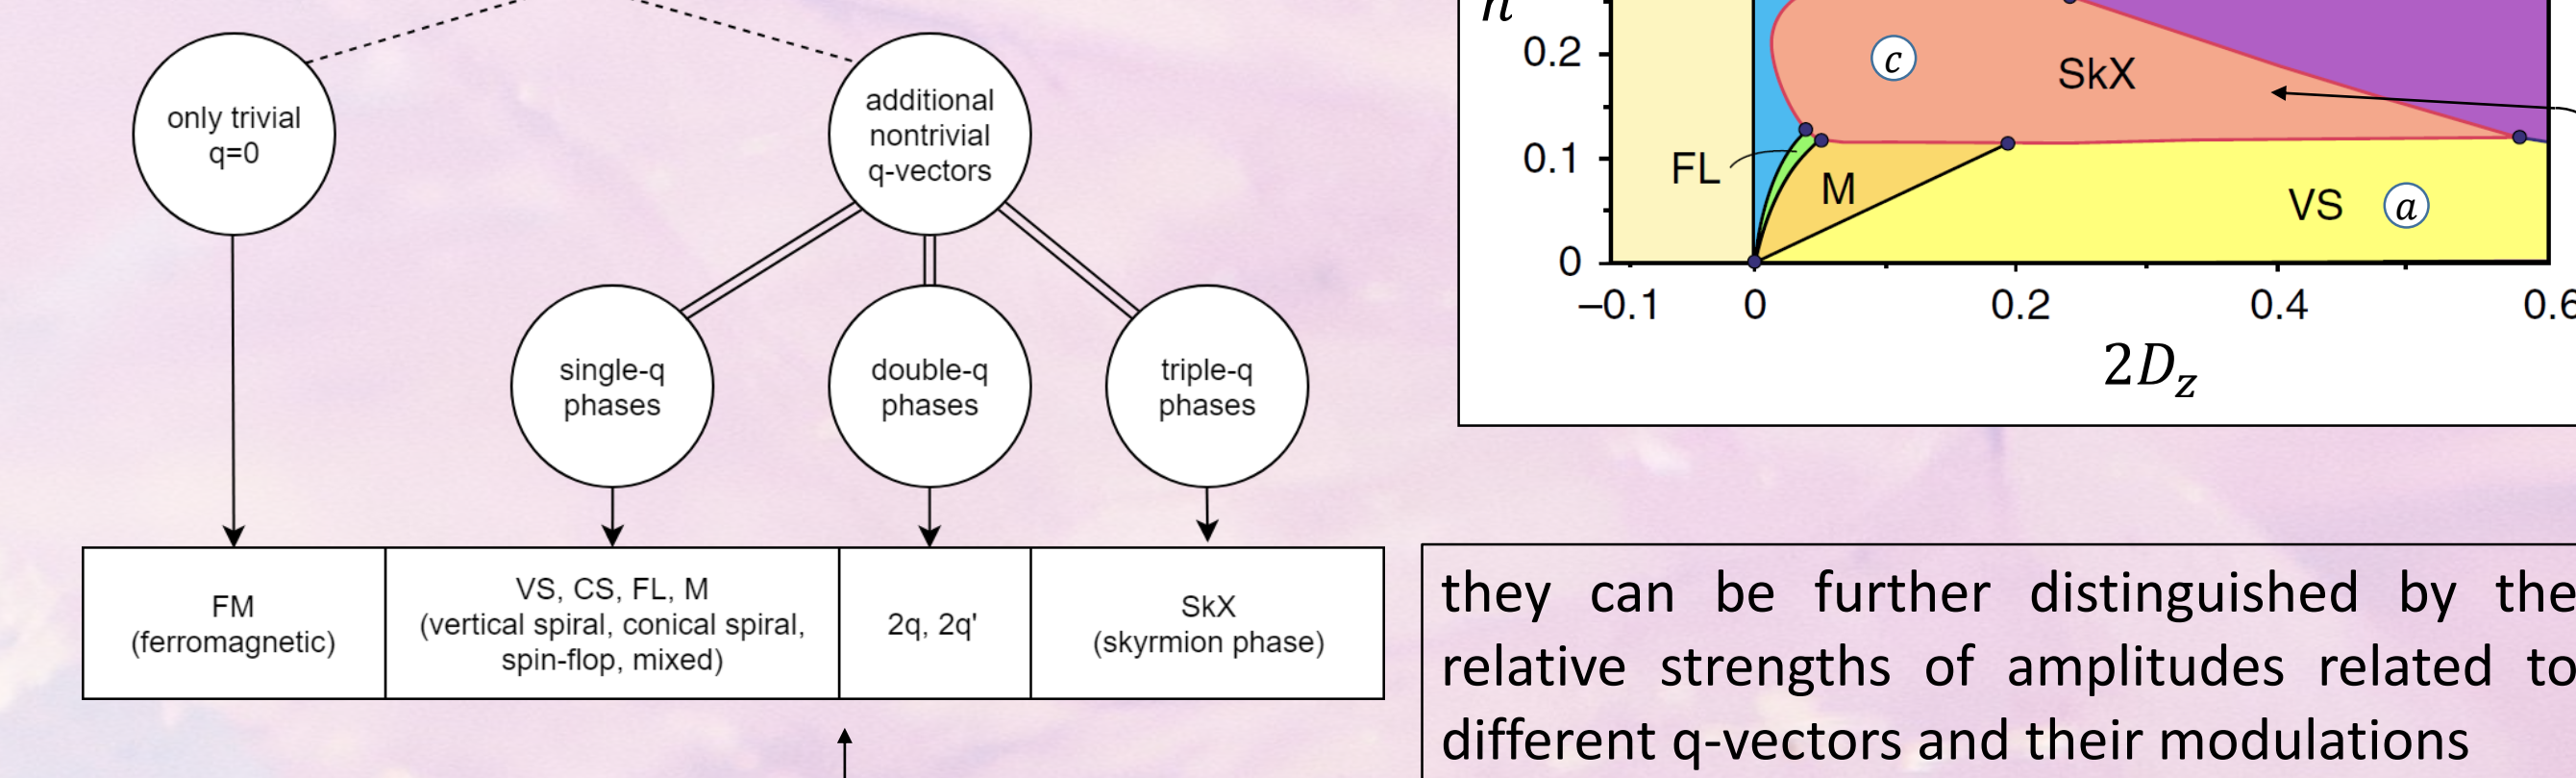 only trivial
q=0
additional
nontrivial
q-vectors
single-q
phases
double-q
phases
triple-q
phases
FM
(ferromagnetic)
VS, CS, FL, M
(vertical spiral, conical spiral,
spin-flop, mixed)
2q, 2q'
SkX
(skyrmion phase)
0.2
0.1
0
c
SkX
FL
M
VS
a
–0.1
0
0.2
0.4
0.6
2D_z
they can be further distinguished by the
relative strengths of amplitudes related to
different q-vectors and their modulations